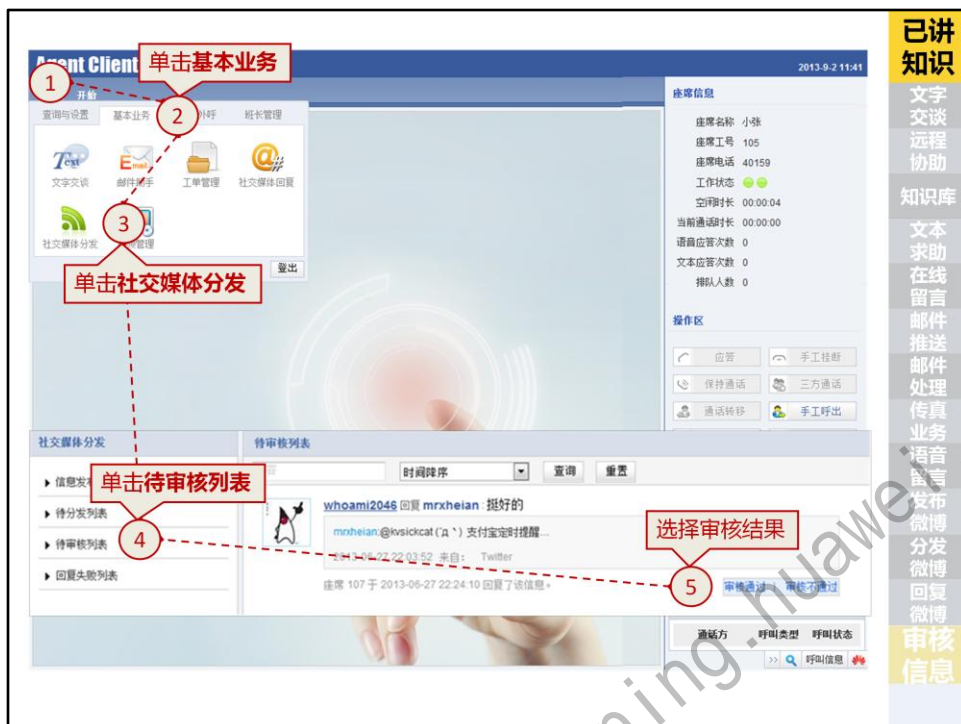 Agent Client
2013-9-2 11:41
单击基本业务
1
开始
2
查询与设置
基本业务
外呼
班长管理
文字交谈
邮件助手
工单管理
社交媒体回复
3
社交媒体分发
管理
单击社交媒体分发
登出
座席信息
座席名称 小张
座席工号 105
座席电话 40159
工作状态
空闲时长 00:00:04
当前通话时长 00:00:00
语音应答次数 0
文本应答次数 0
排队人数 0
操作区
应答
手工挂断
保持通话
三方通话
通话转移
手工呼出
社交媒体分发
待审核列表
时间降序
查询
重置
单击待审核列表
待分发列表
待审核列表
4
回复失败列表
whoami2046 回复 mrxheian : 挺好的
mrxheian:@kvsickcat (´д｀) 支付宝定时提醒...
2013-06-27 22:03:52 来自： Twitter
座席 107 于 2013-06-27 22:24:10 回复了该信息。
选择审核结果
5
审核通过 | 审核不通过
通话方
呼叫类型
呼叫状态
>>
呼叫信息
已讲
知识
文字
交谈
远程
协助
知识库
文本
求助
在线
留言
邮件
推送
邮件
处理
传真
业务
语音
留言
发布
微博
分发
微博
回复
微博
审核
信息
ning.huawei